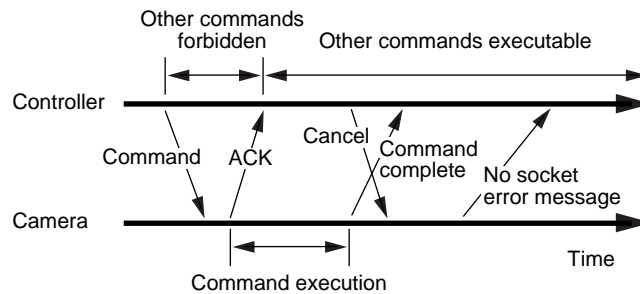 Other commands
forbidden
Other commands executable
Controller
Command
ACK
Cancel
Command
complete
No socket
error message
Camera
Time
Command execution